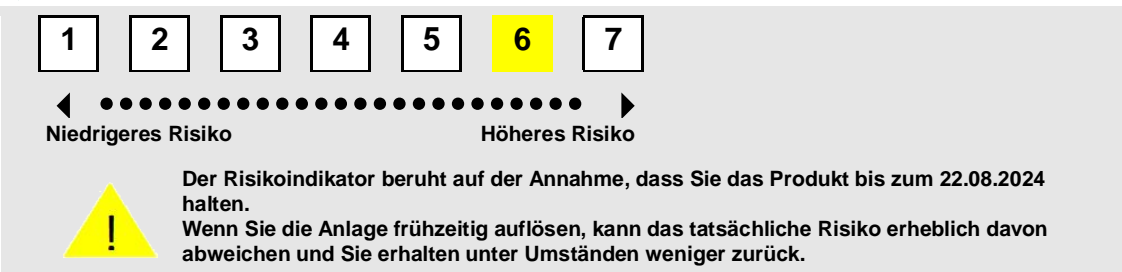 1 2 3 4 5 6 7
Niedrigeres Risiko Höheres Risiko
Der Risikoindikator beruht auf der Annahme, dass Sie das Produkt bis zum 22.08.2024
halten.
Wenn Sie die Anlage frühzeitig auflösen, kann das tatsächliche Risiko erheblich davon
abweichen und Sie erhalten unter Umständen weniger zurück.
!